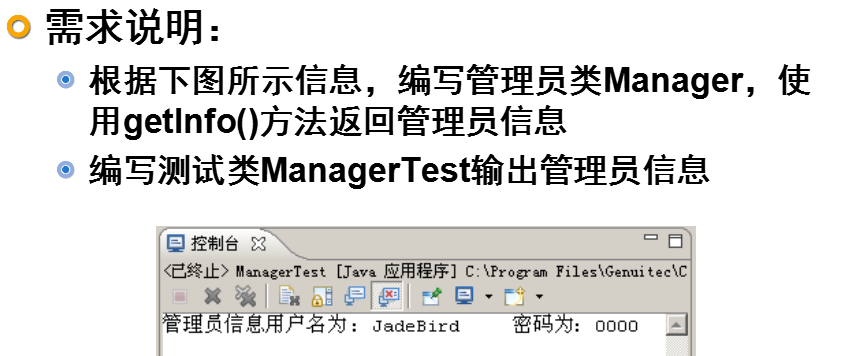 需求说明：
根据下图所示信息，编写管理员类Manager，使
用getInfo()方法返回管理员信息
编写测试类ManagerTest输出管理员信息
控制台
<已终止> ManagerTest [Java 应用程序] C:\Program Files\Genuitec\C
管理员信息用户名为：JadeBird 密码为：0000